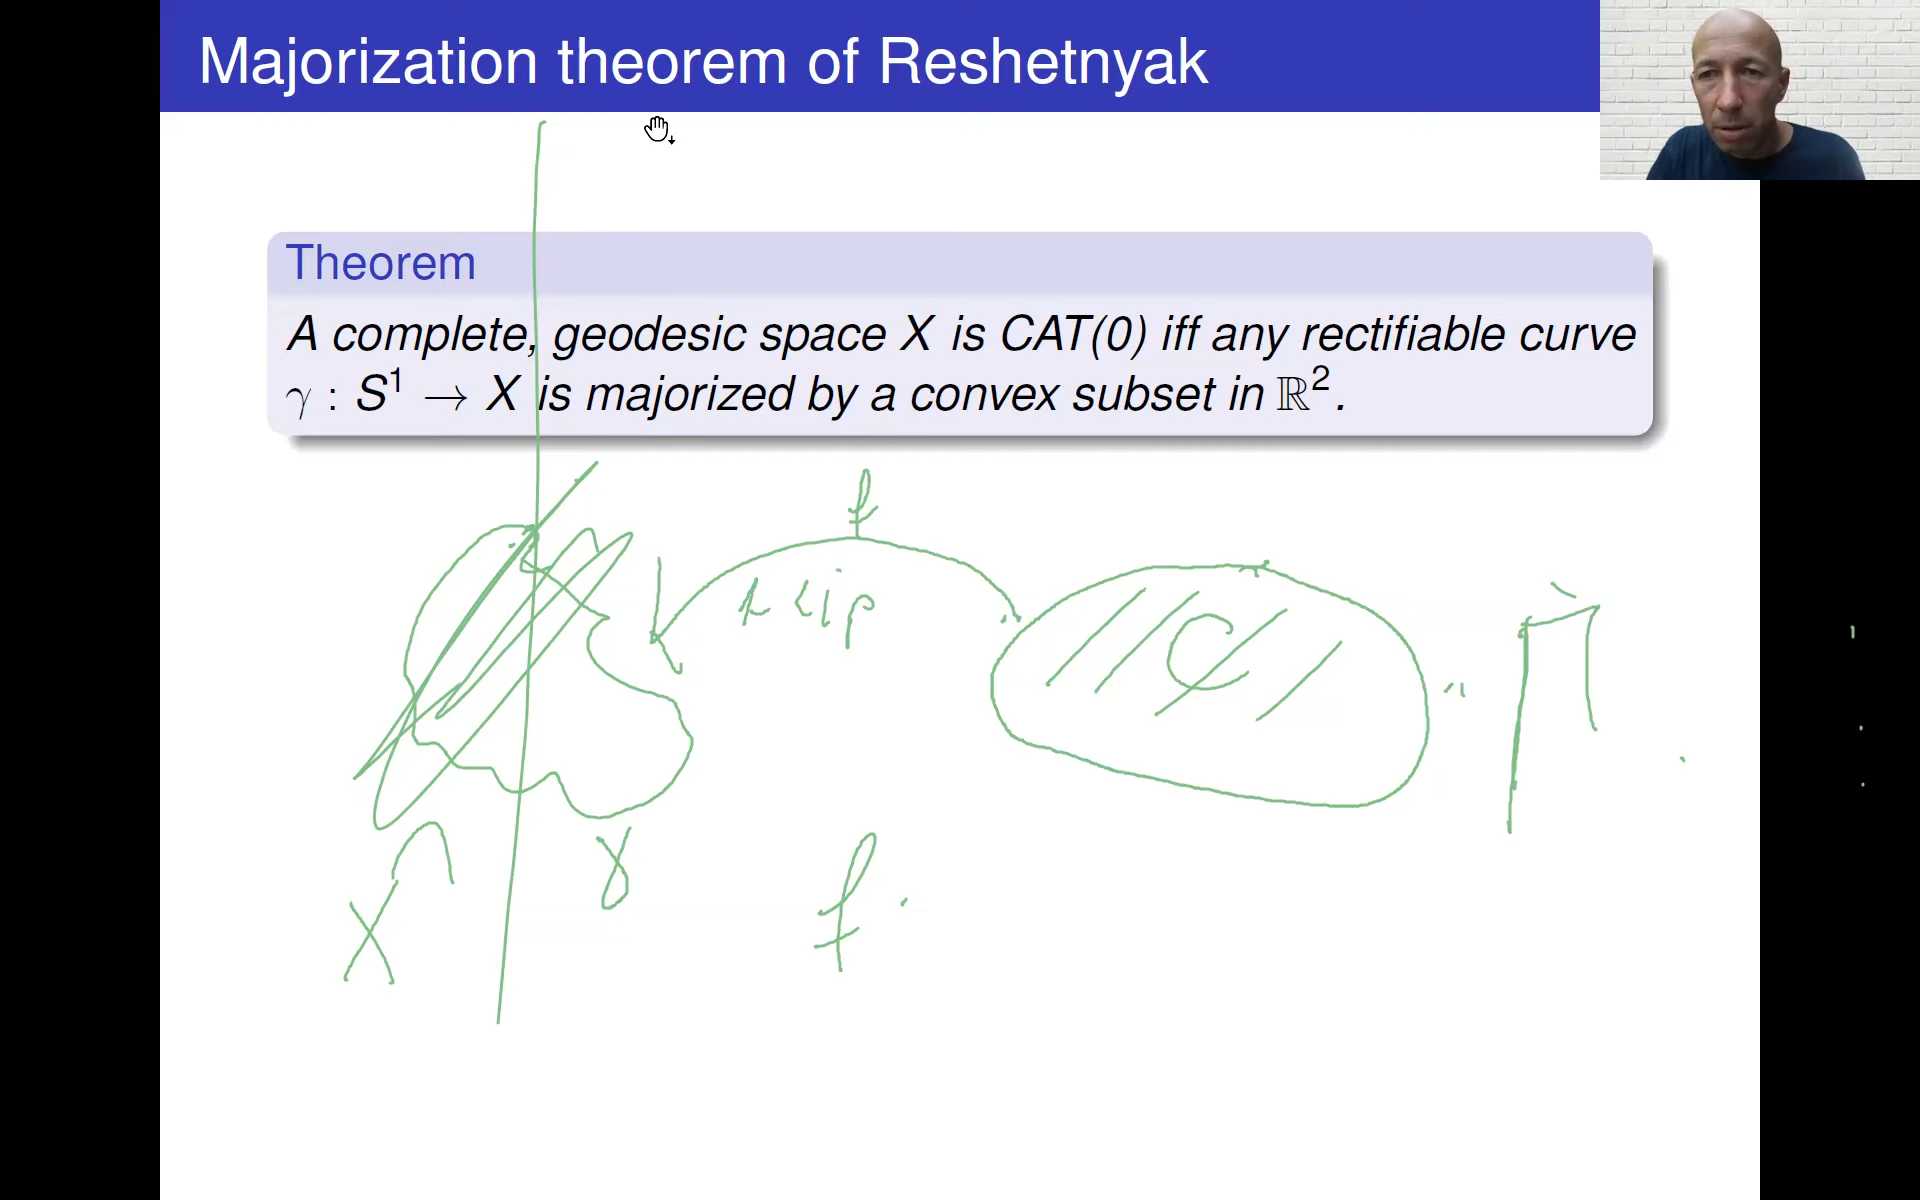 Majorization theorem of Reshetnyak
Theorem
A complete, geodesic space X is CAT(0) iff any rectifiable curve
γ : S¹ → X is majorized by a convex subset in ℝ².
f
Lip
C
X
γ
f